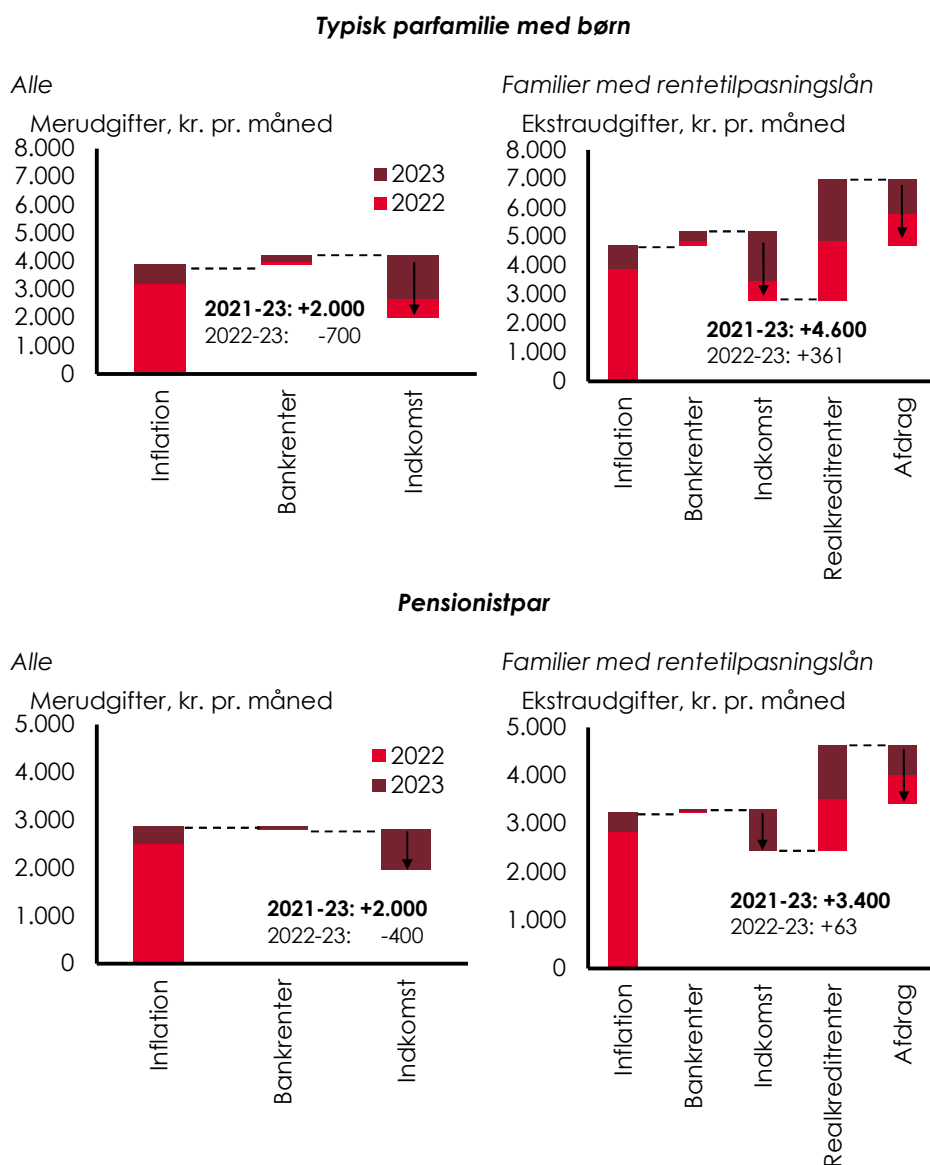 Typisk parfamilie med børn
Alle
Merudgifter, kr. pr. måned
8.000
7.000
6.000
5.000
4.000
3.000
2.000
1.000
0
2023
2022
2021-23: +2.000
2022-23: -700
Inflation
Bankrenter
Indkomst
Familier med rentetilpasningslån
Ekstraudgifter, kr. pr. måned
8.000
7.000
6.000
5.000
4.000
3.000
2.000
1.000
0
2021-23: +4.600
2022-23: +361
Inflation
Bankrenter
Indkomst
Realkreditrenter
Afdrag
Pensionistpar
Alle
Merudgifter, kr. pr. måned
5.000
4.000
3.000
2.000
1.000
0
2022
2023
2021-23: +2.000
2022-23: -400
Inflation
Bankrenter
Indkomst
Familier med rentetilpasningslån
Ekstraudgifter, kr. pr. måned
5.000
4.000
3.000
2.000
1.000
0
2021-23: +3.400
2022-23: +63
Inflation
Bankrenter
Indkomst
Realkreditrenter
Afdrag